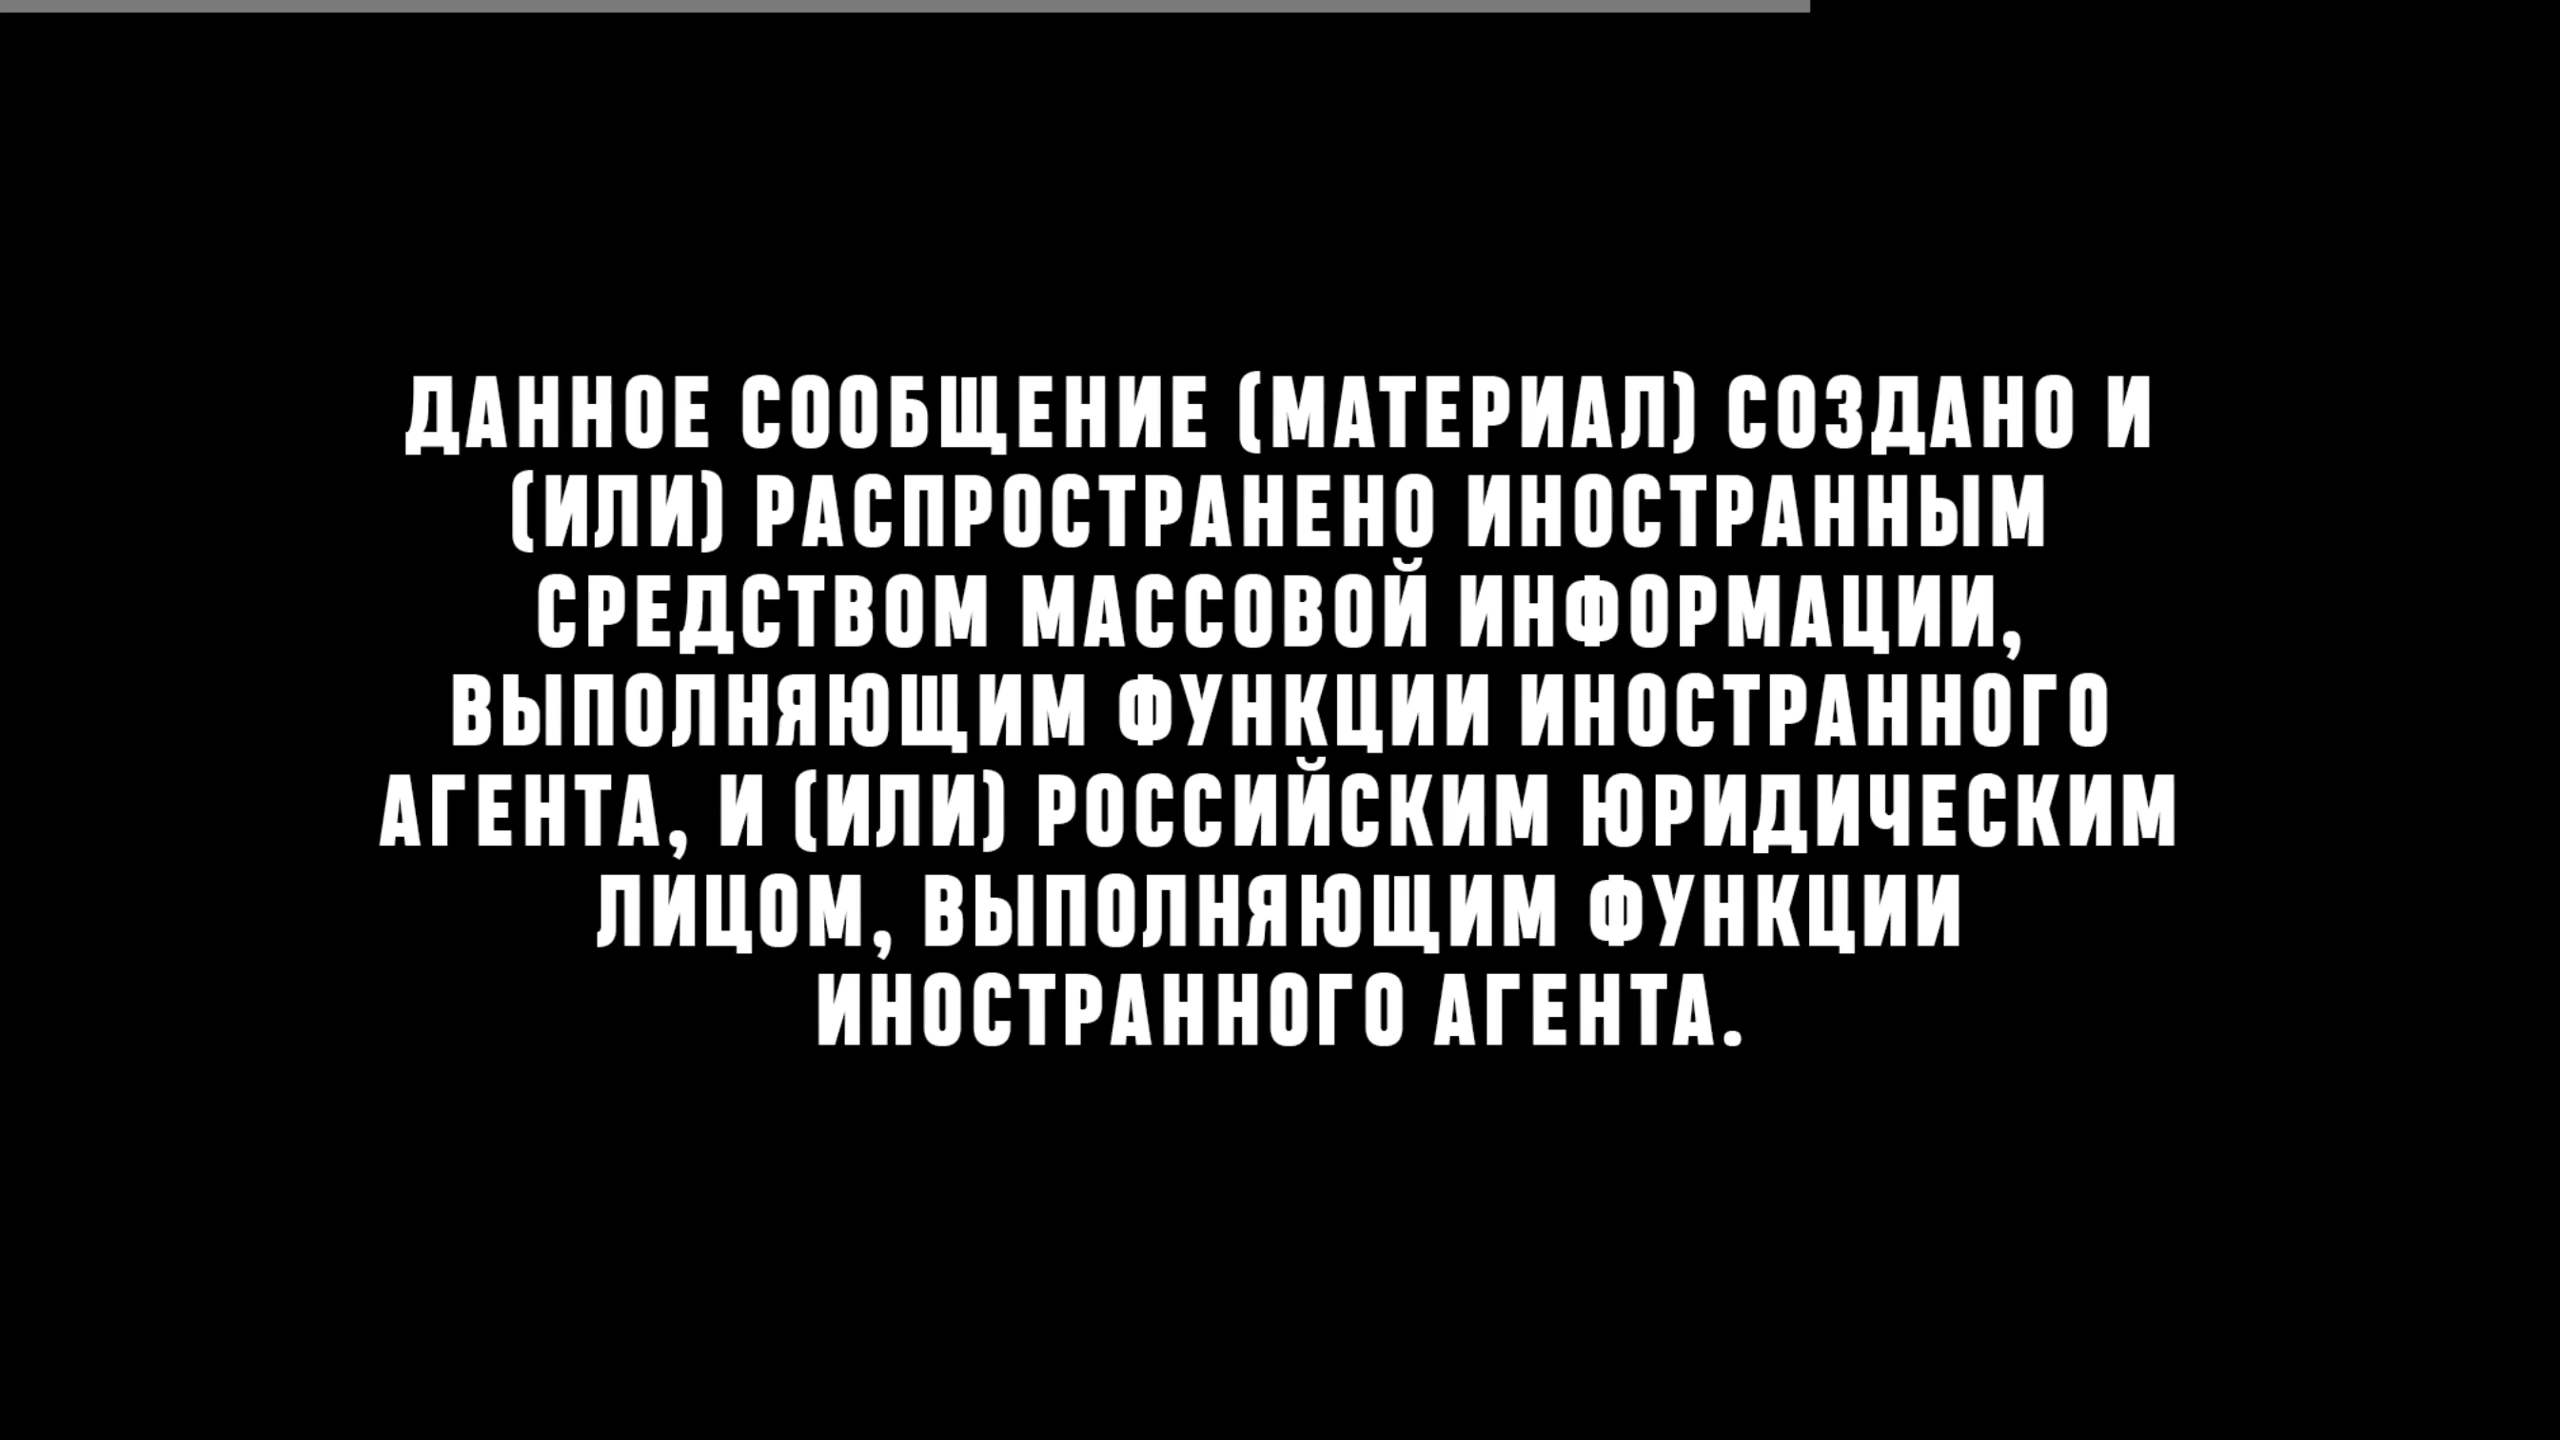 ДАННОЕ СООБЩЕНИЕ (МАТЕРИАЛ) СОЗДАНО И
(ИЛИ) РАСПРОСТРАНЕНО ИНОСТРАННЫМ
СРЕДСТВОМ МАССОВОЙ ИНФОРМАЦИИ,
ВЫПОЛНЯЮЩИМ ФУНКЦИИ ИНОСТРАННОГО
АГЕНТА, И (ИЛИ) РОССИЙСКИМ ЮРИДИЧЕСКИМ
ЛИЦОМ, ВЫПОЛНЯЮЩИМ ФУНКЦИИ
ИНОСТРАННОГО АГЕНТА.